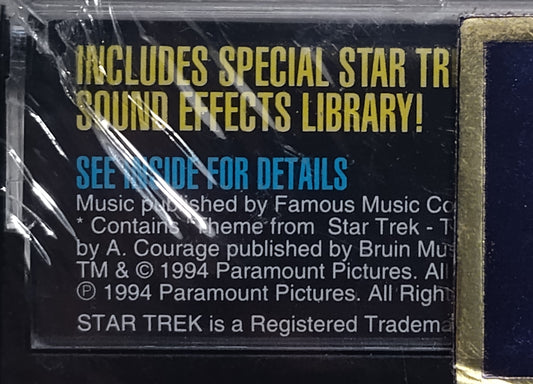 INCLUDES SPECIAL STAR TR
SOUND EFFECTS LIBRARY!
SEE INSIDE FOR DETAILS
Music published by Famous Music Co
* Contains "Theme from Star Trek - T
by A. Courage published by Bruin Mus
TM & © 1994 Paramount Pictures. All
℗ 1994 Paramount Pictures. All Righ
STAR TREK is a Registered Tradema